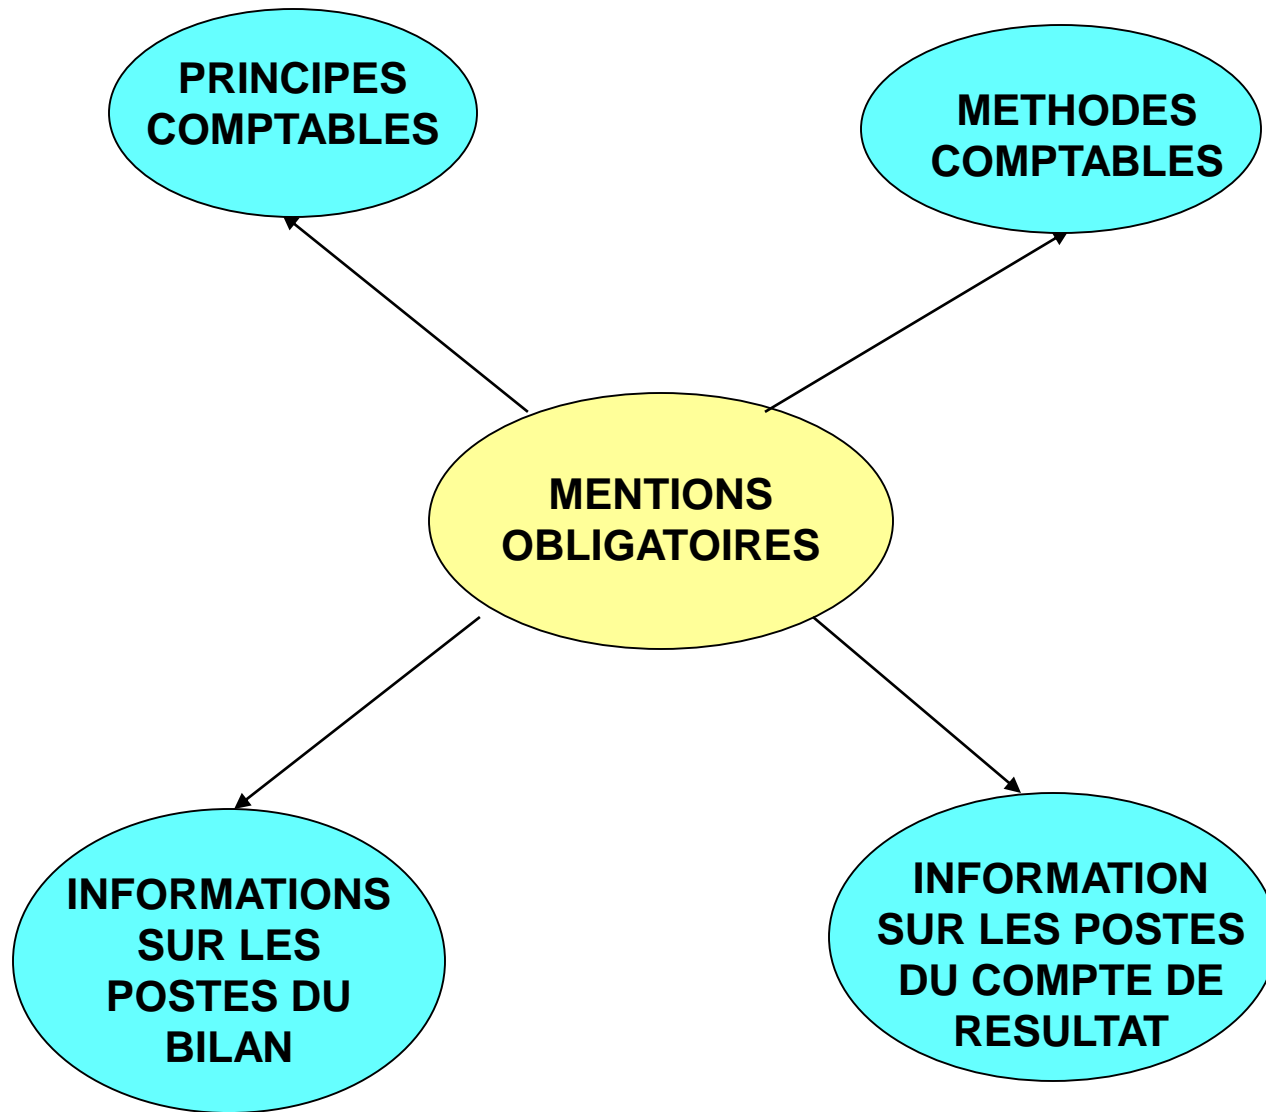 PRINCIPES
COMPTABLES
METHODES
COMPTABLES
MENTIONS
OBLIGATOIRES
INFORMATIONS
SUR LES
POSTES DU
BILAN
INFORMATION
SUR LES POSTES
DU COMPTE DE
RESULTAT